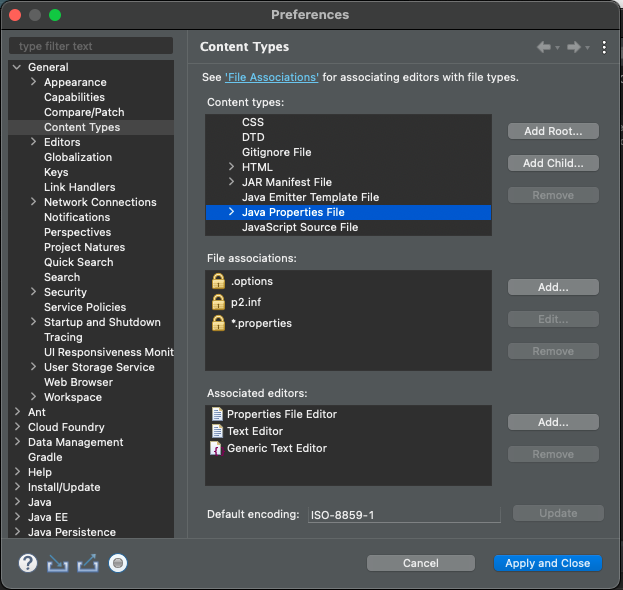 Preferences
type filter text
General
Appearance
Capabilities
Compare/Patch
Content Types
Editors
Globalization
Keys
Link Handlers
Network Connections
Notifications
Perspectives
Project Natures
Quick Search
Search
Security
Service Policies
Startup and Shutdown
Tracing
UI Responsiveness Monit
User Storage Service
Web Browser
Workspace
Ant
Cloud Foundry
Data Management
Gradle
Help
Install/Update
Java
Java EE
Java Persistence
Content Types
See 'File Associations' for associating editors with file types.
Content types:
CSS
DTD
Gitignore File
HTML
JAR Manifest File
Java Emitter Template File
Java Properties File
JavaScript Source File
Add Root...
Add Child...
Remove
File associations:
.options
p2.inf
*.properties
Add...
Edit...
Remove
Associated editors:
Properties File Editor
Text Editor
Generic Text Editor
Add...
Remove
Default encoding: ISO-8859-1
Update
?
Cancel
Apply and Close